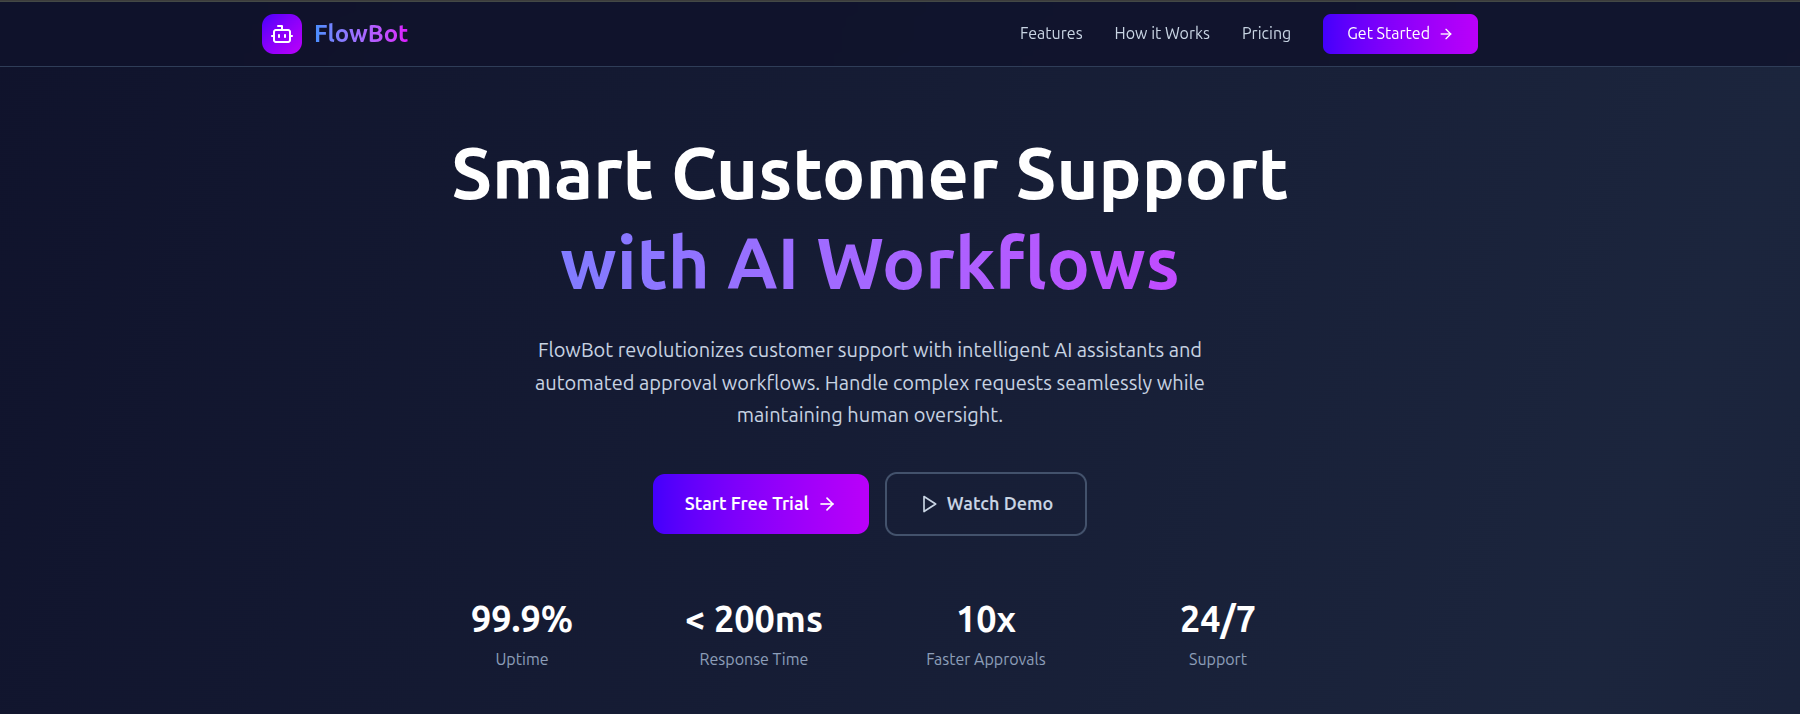 FlowBot
Features
How it Works
Pricing
Get Started
Smart Customer Support
with AI Workflows
FlowBot revolutionizes customer support with intelligent AI assistants and
automated approval workflows. Handle complex requests seamlessly while
maintaining human oversight.
Start Free Trial
Watch Demo
99.9%
Uptime
< 200ms
Response Time
10x
Faster Approvals
24/7
Support